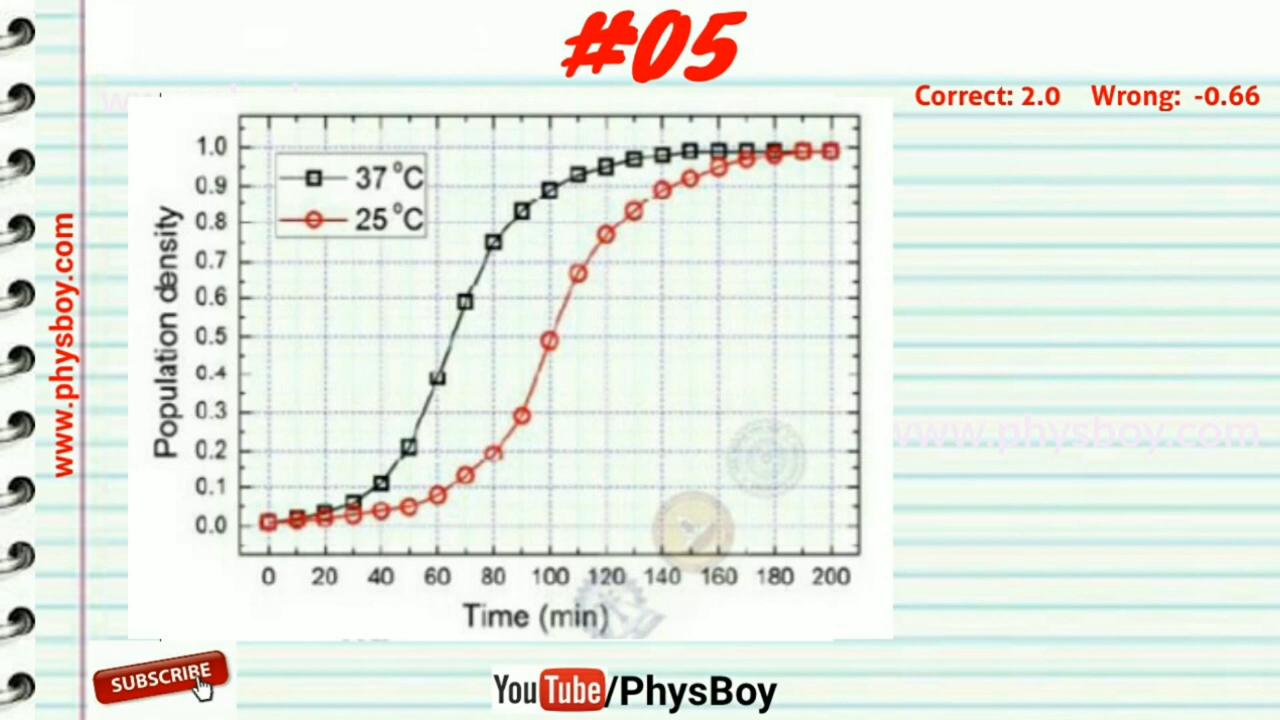 #05
Correct: 2.0 Wrong: -0.66
www.physboy.com
1.0
0.9
0.8
0.7
0.6
0.5
0.4
0.3
0.2
0.1
0.0
37 °C
25 °C
Population density
0 20 40 60 80 100 120 140 160 180 200
Time (min)
www.physboy.com
SUBSCRIBE
YouTube/PhysBoy